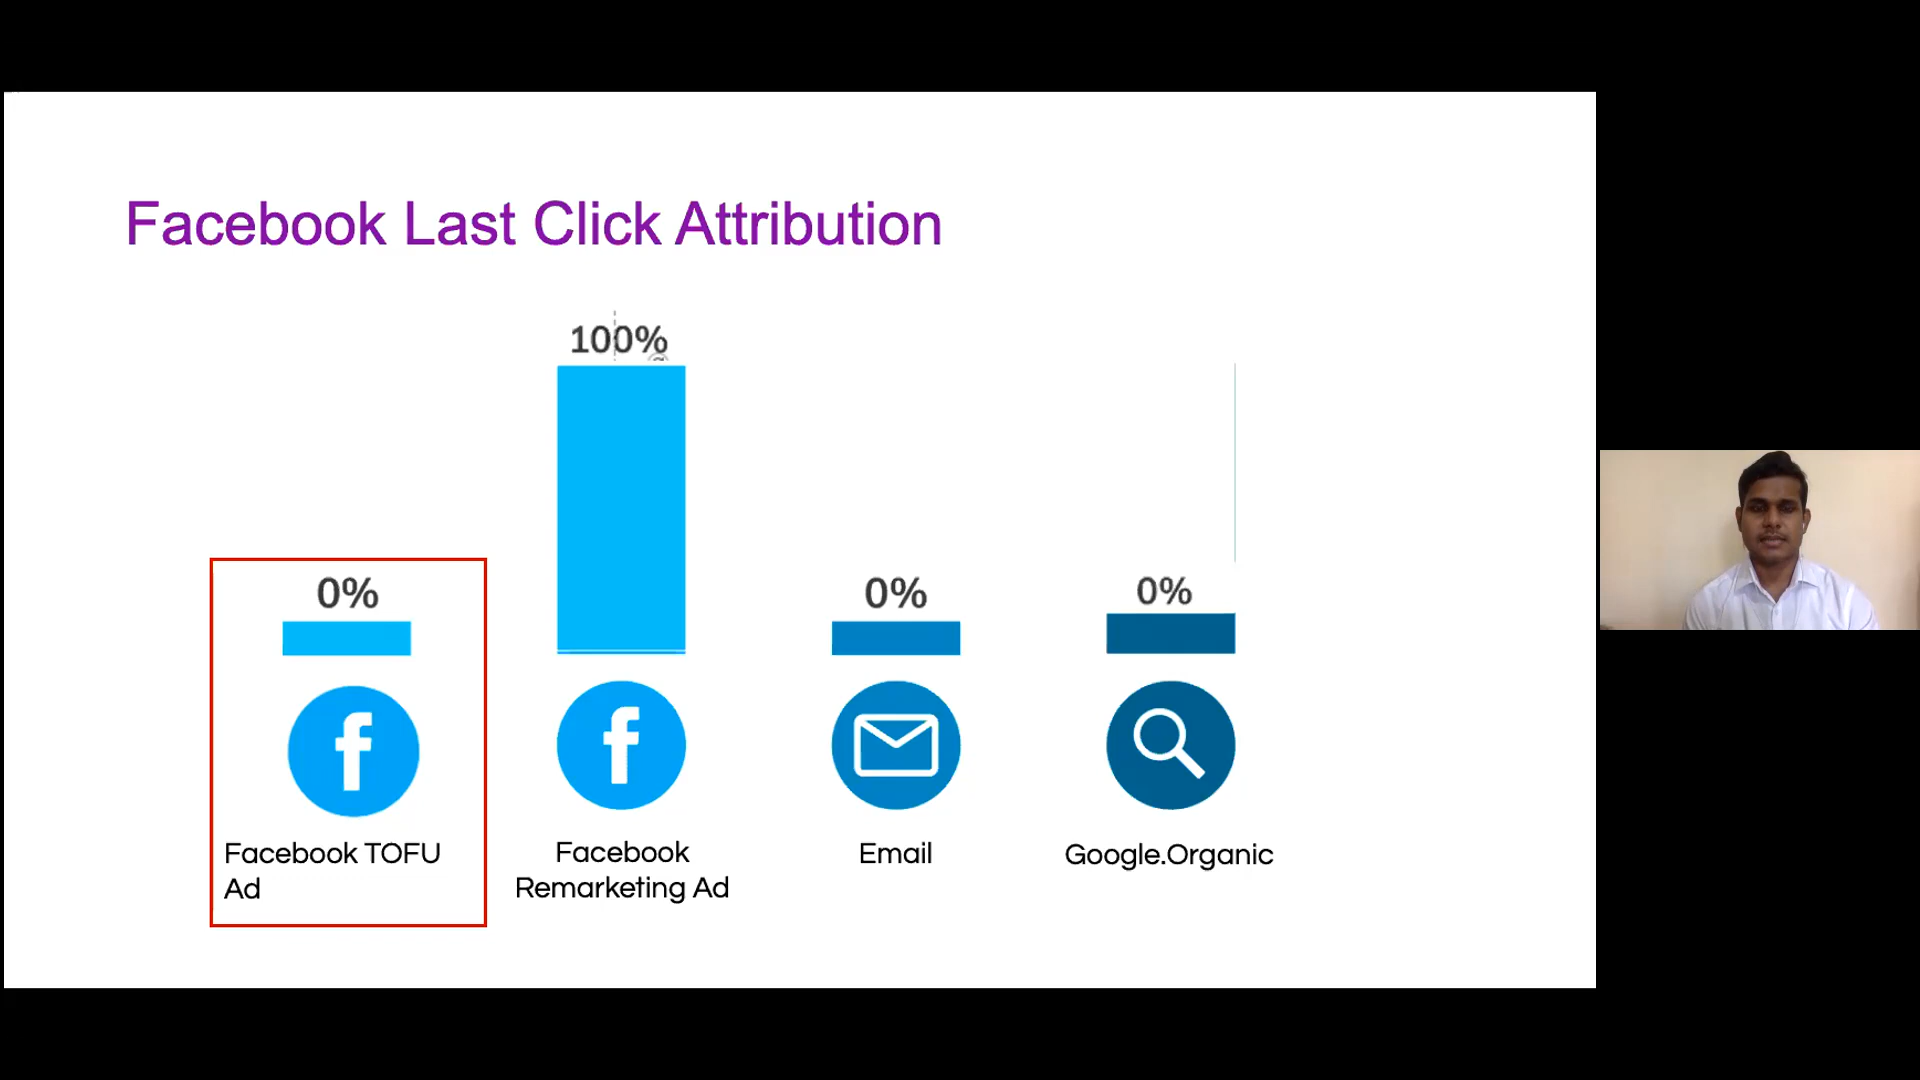 Facebook Last Click Attribution
100%
0%
0%
0%
Facebook TOFU
Ad
Facebook
Remarketing Ad
Email
Google.Organic